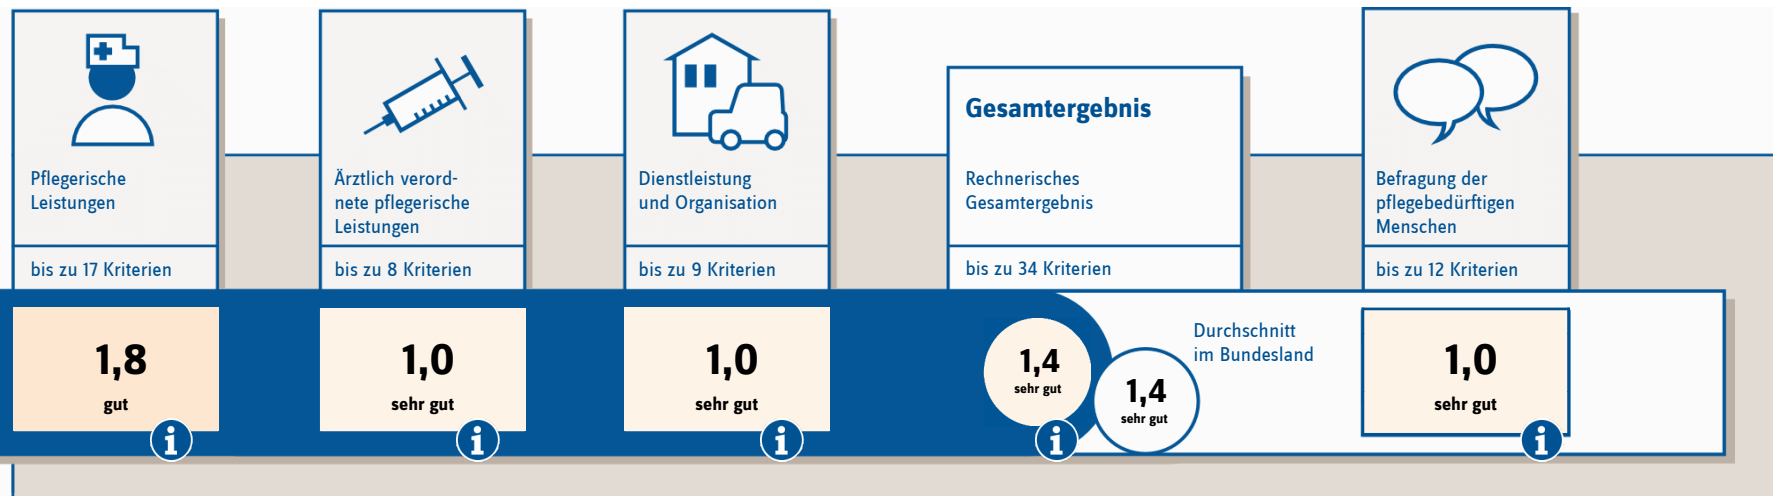 Pflegerische
Leistungen
bis zu 17 Kriterien
1,8
gut
Ärztlich verord-
nete pflegerische
Leistungen
bis zu 8 Kriterien
1,0
sehr gut
Dienstleistung
und Organisation
bis zu 9 Kriterien
1,0
sehr gut
Gesamtergebnis
Rechnerisches
Gesamtergebnis
bis zu 34 Kriterien
1,4
sehr gut
Durchschnitt
im Bundesland
1,4
sehr gut
Befragung der
pflegebedürftigen
Menschen
bis zu 12 Kriterien
1,0
sehr gut